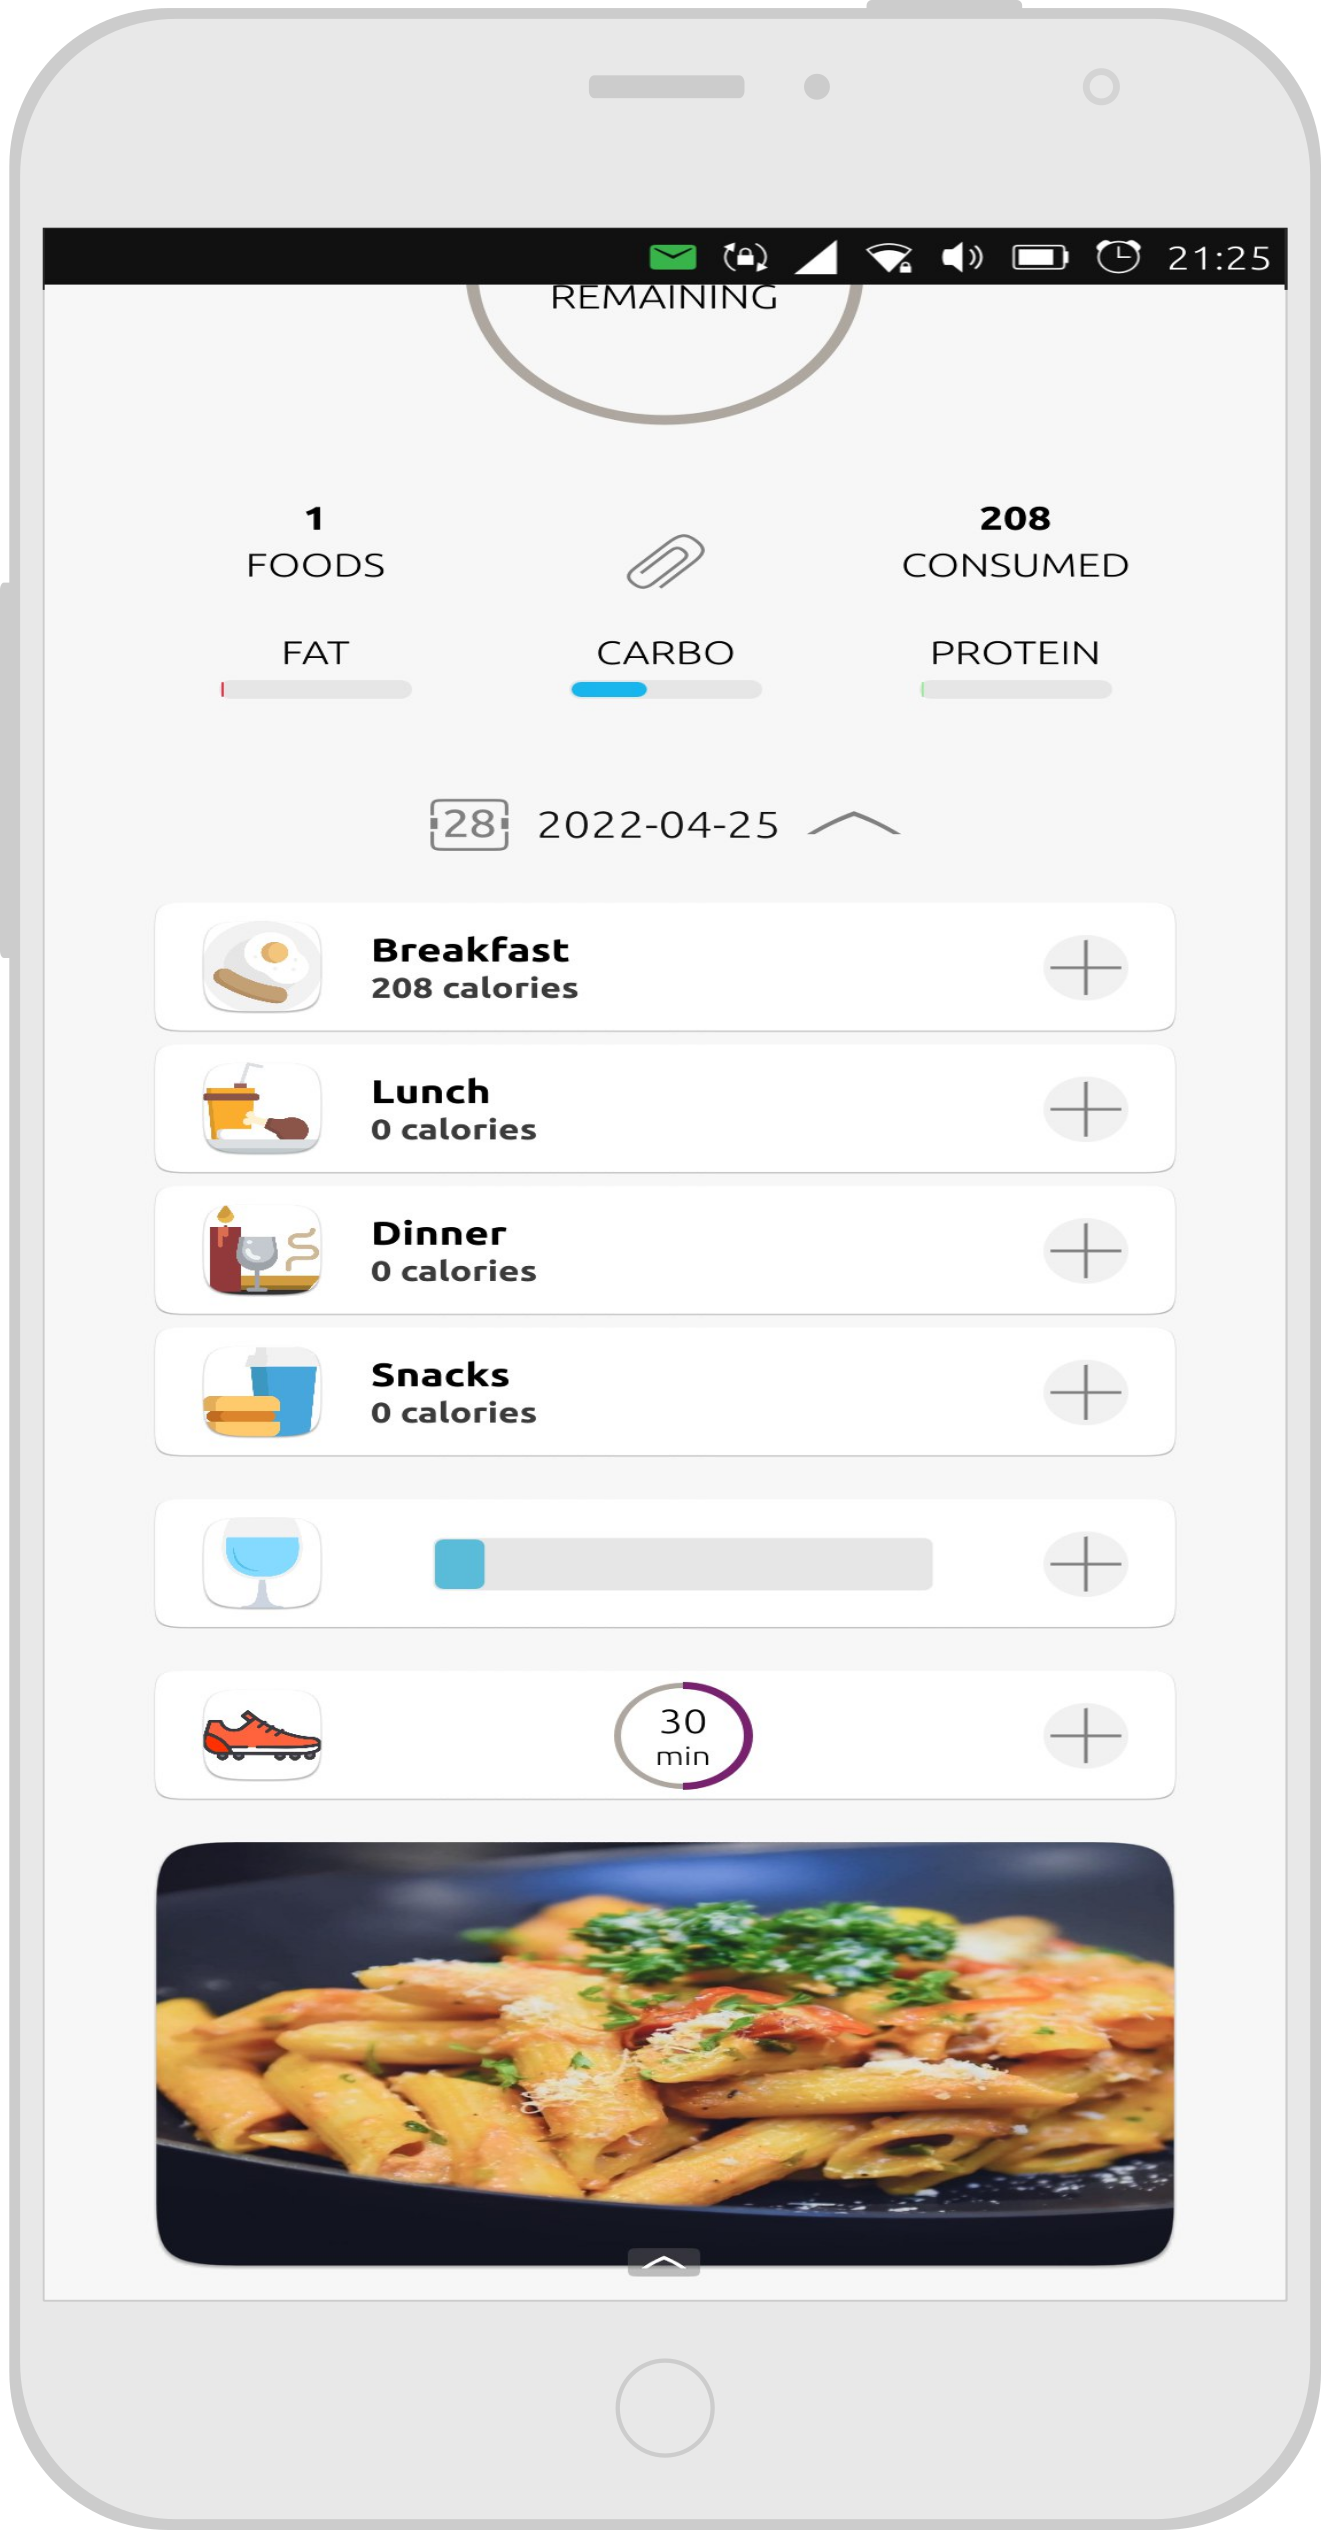 21:25
REMAINING
1
FOODS
208
CONSUMED
FAT
CARBO
PROTEIN
28
2022-04-25
Breakfast
208 calories
Lunch
0 calories
Dinner
0 calories
Snacks
0 calories
30
min